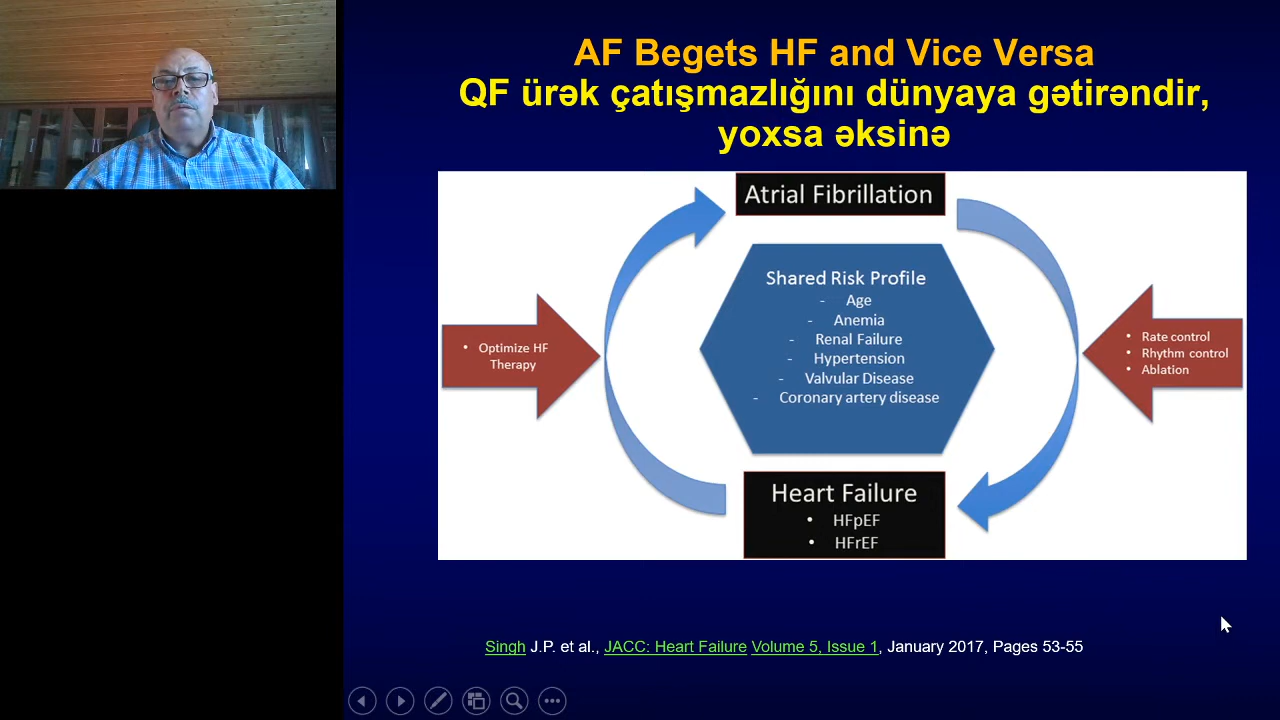 AF Begets HF and Vice Versa
QF ürək çatışmazlığını dünyaya gətirəndir,
yoxsa əksinə
Atrial Fibrillation
Shared Risk Profile
- Age
- Anemia
- Renal Failure
- Hypertension
- Valvular Disease
- Coronary artery disease
• Optimize HF
Therapy
• Rate control
• Rhythm control
• Ablation
Heart Failure
• HFpEF
• HFrEF
Singh J.P. et al., JACC: Heart Failure Volume 5, Issue 1, January 2017, Pages 53-55